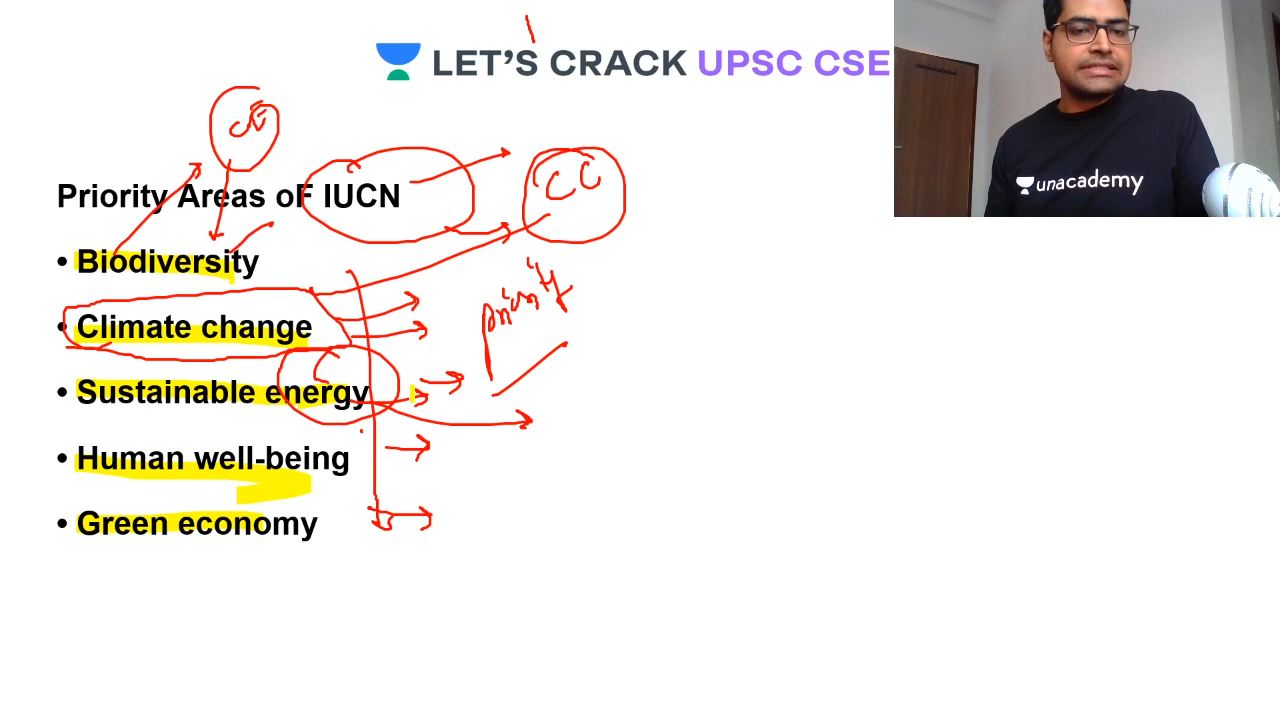 LET'S CRACK UPSC CSE
unacademy
Priority Areas oF IUCN
CC
• Biodiversity
• Climate change
priority
• Sustainable energy
• Human well-being
• Green economy